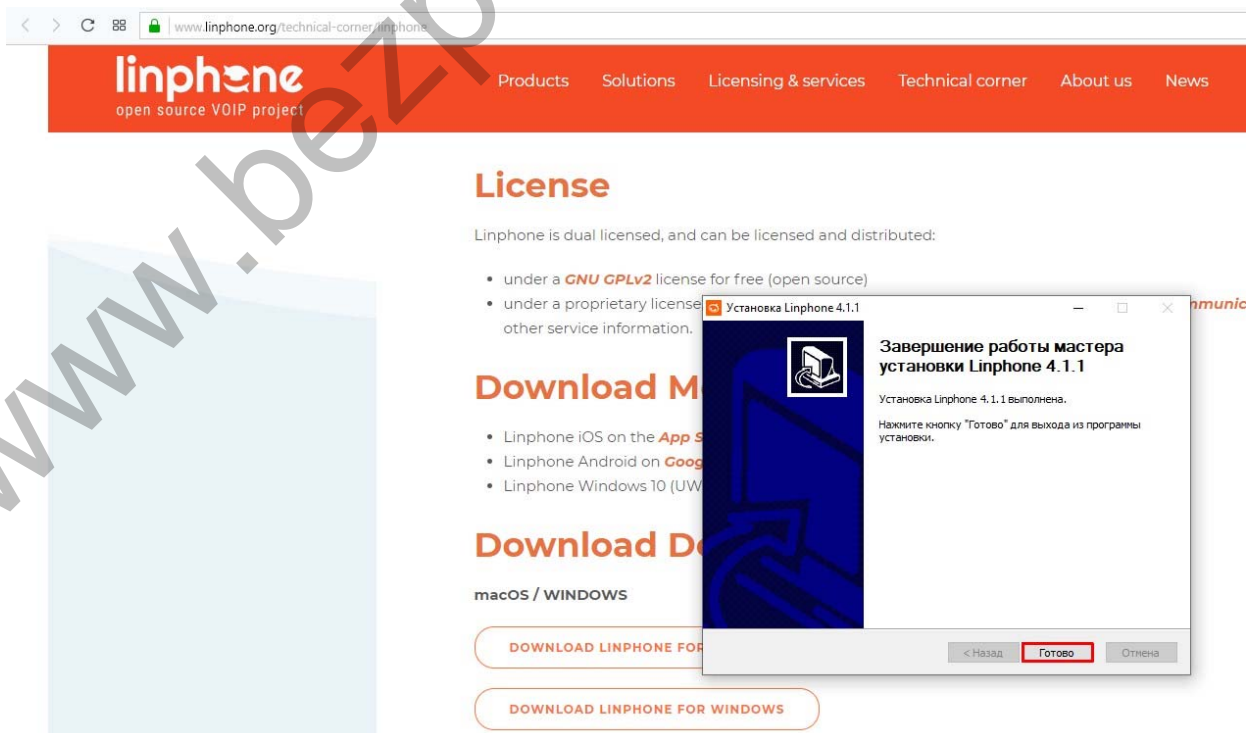 www.linphone.org/technical-corner/linphone
linphone
open source VOIP project
Products Solutions Licensing & services Technical corner About us News
License
Linphone is dual licensed, and can be licensed and distributed:
• under a GNU GPLv2 license for free (open source)
• under a proprietary license
other service information.
Download M
• Linphone iOS on the App S
• Linphone Android on Goog
• Linphone Windows 10 (UW
Download D
macOS / WINDOWS
DOWNLOAD LINPHONE FOR
DOWNLOAD LINPHONE FOR WINDOWS
Установка Linphone 4.1.1
Завершение работы мастера
установки Linphone 4.1.1
Установка Linphone 4.1.1 выполнена.
Нажмите кнопку "Готово" для выхода из программы
установки.
< Назад Готово Отмена
www.bezp